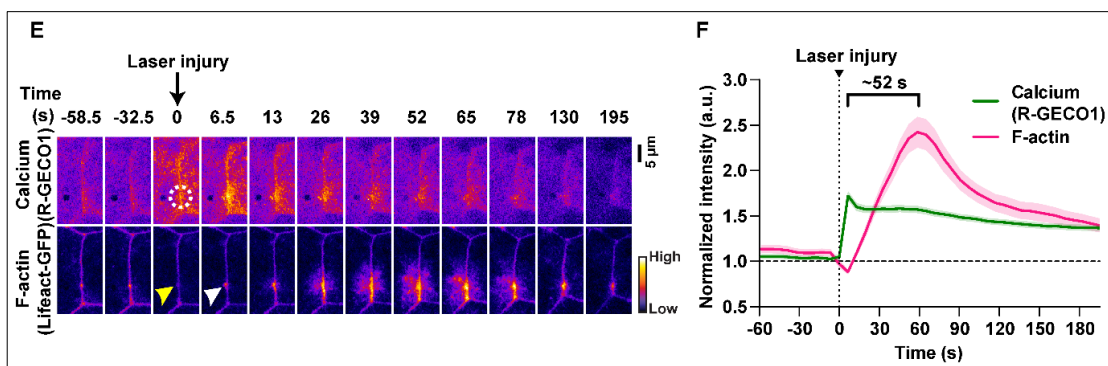 E
Laser injury
Time
(s) -58.5 -32.5 0 6.5 13 26 39 52 65 78 130 195
Calcium
(R-GECO1)
5 µm
F-actin
(Lifeact-GFP)
High
Low
F
Laser injury
~52 s
Calcium
(R-GECO1)
F-actin
Normalized intensity (a.u.)
3.0
2.5
2.0
1.5
1.0
0.5
-60 -30 0 30 60 90 120 150 180
Time (s)